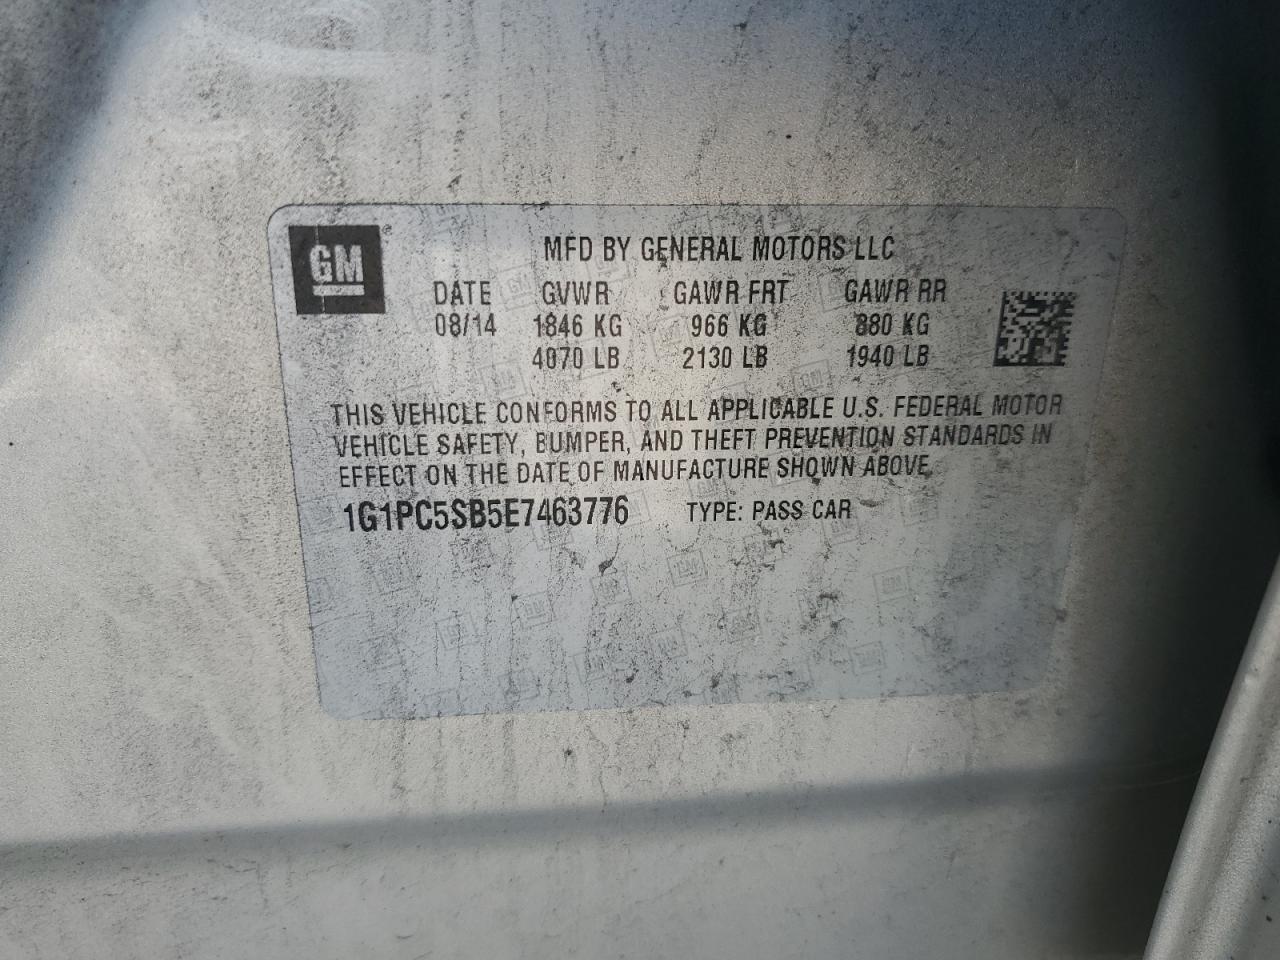 GM
MFD BY GENERAL MOTORS LLC
DATE GVWR GAWR FRT GAWR RR
08/14 1846 KG 966 KG 880 KG
4070 LB 2130 LB 1940 LB
THIS VEHICLE CONFORMS TO ALL APPLICABLE U.S. FEDERAL MOTOR
VEHICLE SAFETY, BUMPER, AND THEFT PREVENTION STANDARDS IN
EFFECT ON THE DATE OF MANUFACTURE SHOWN ABOVE.
1G1PC5SB5E7463776 TYPE: PASS CAR